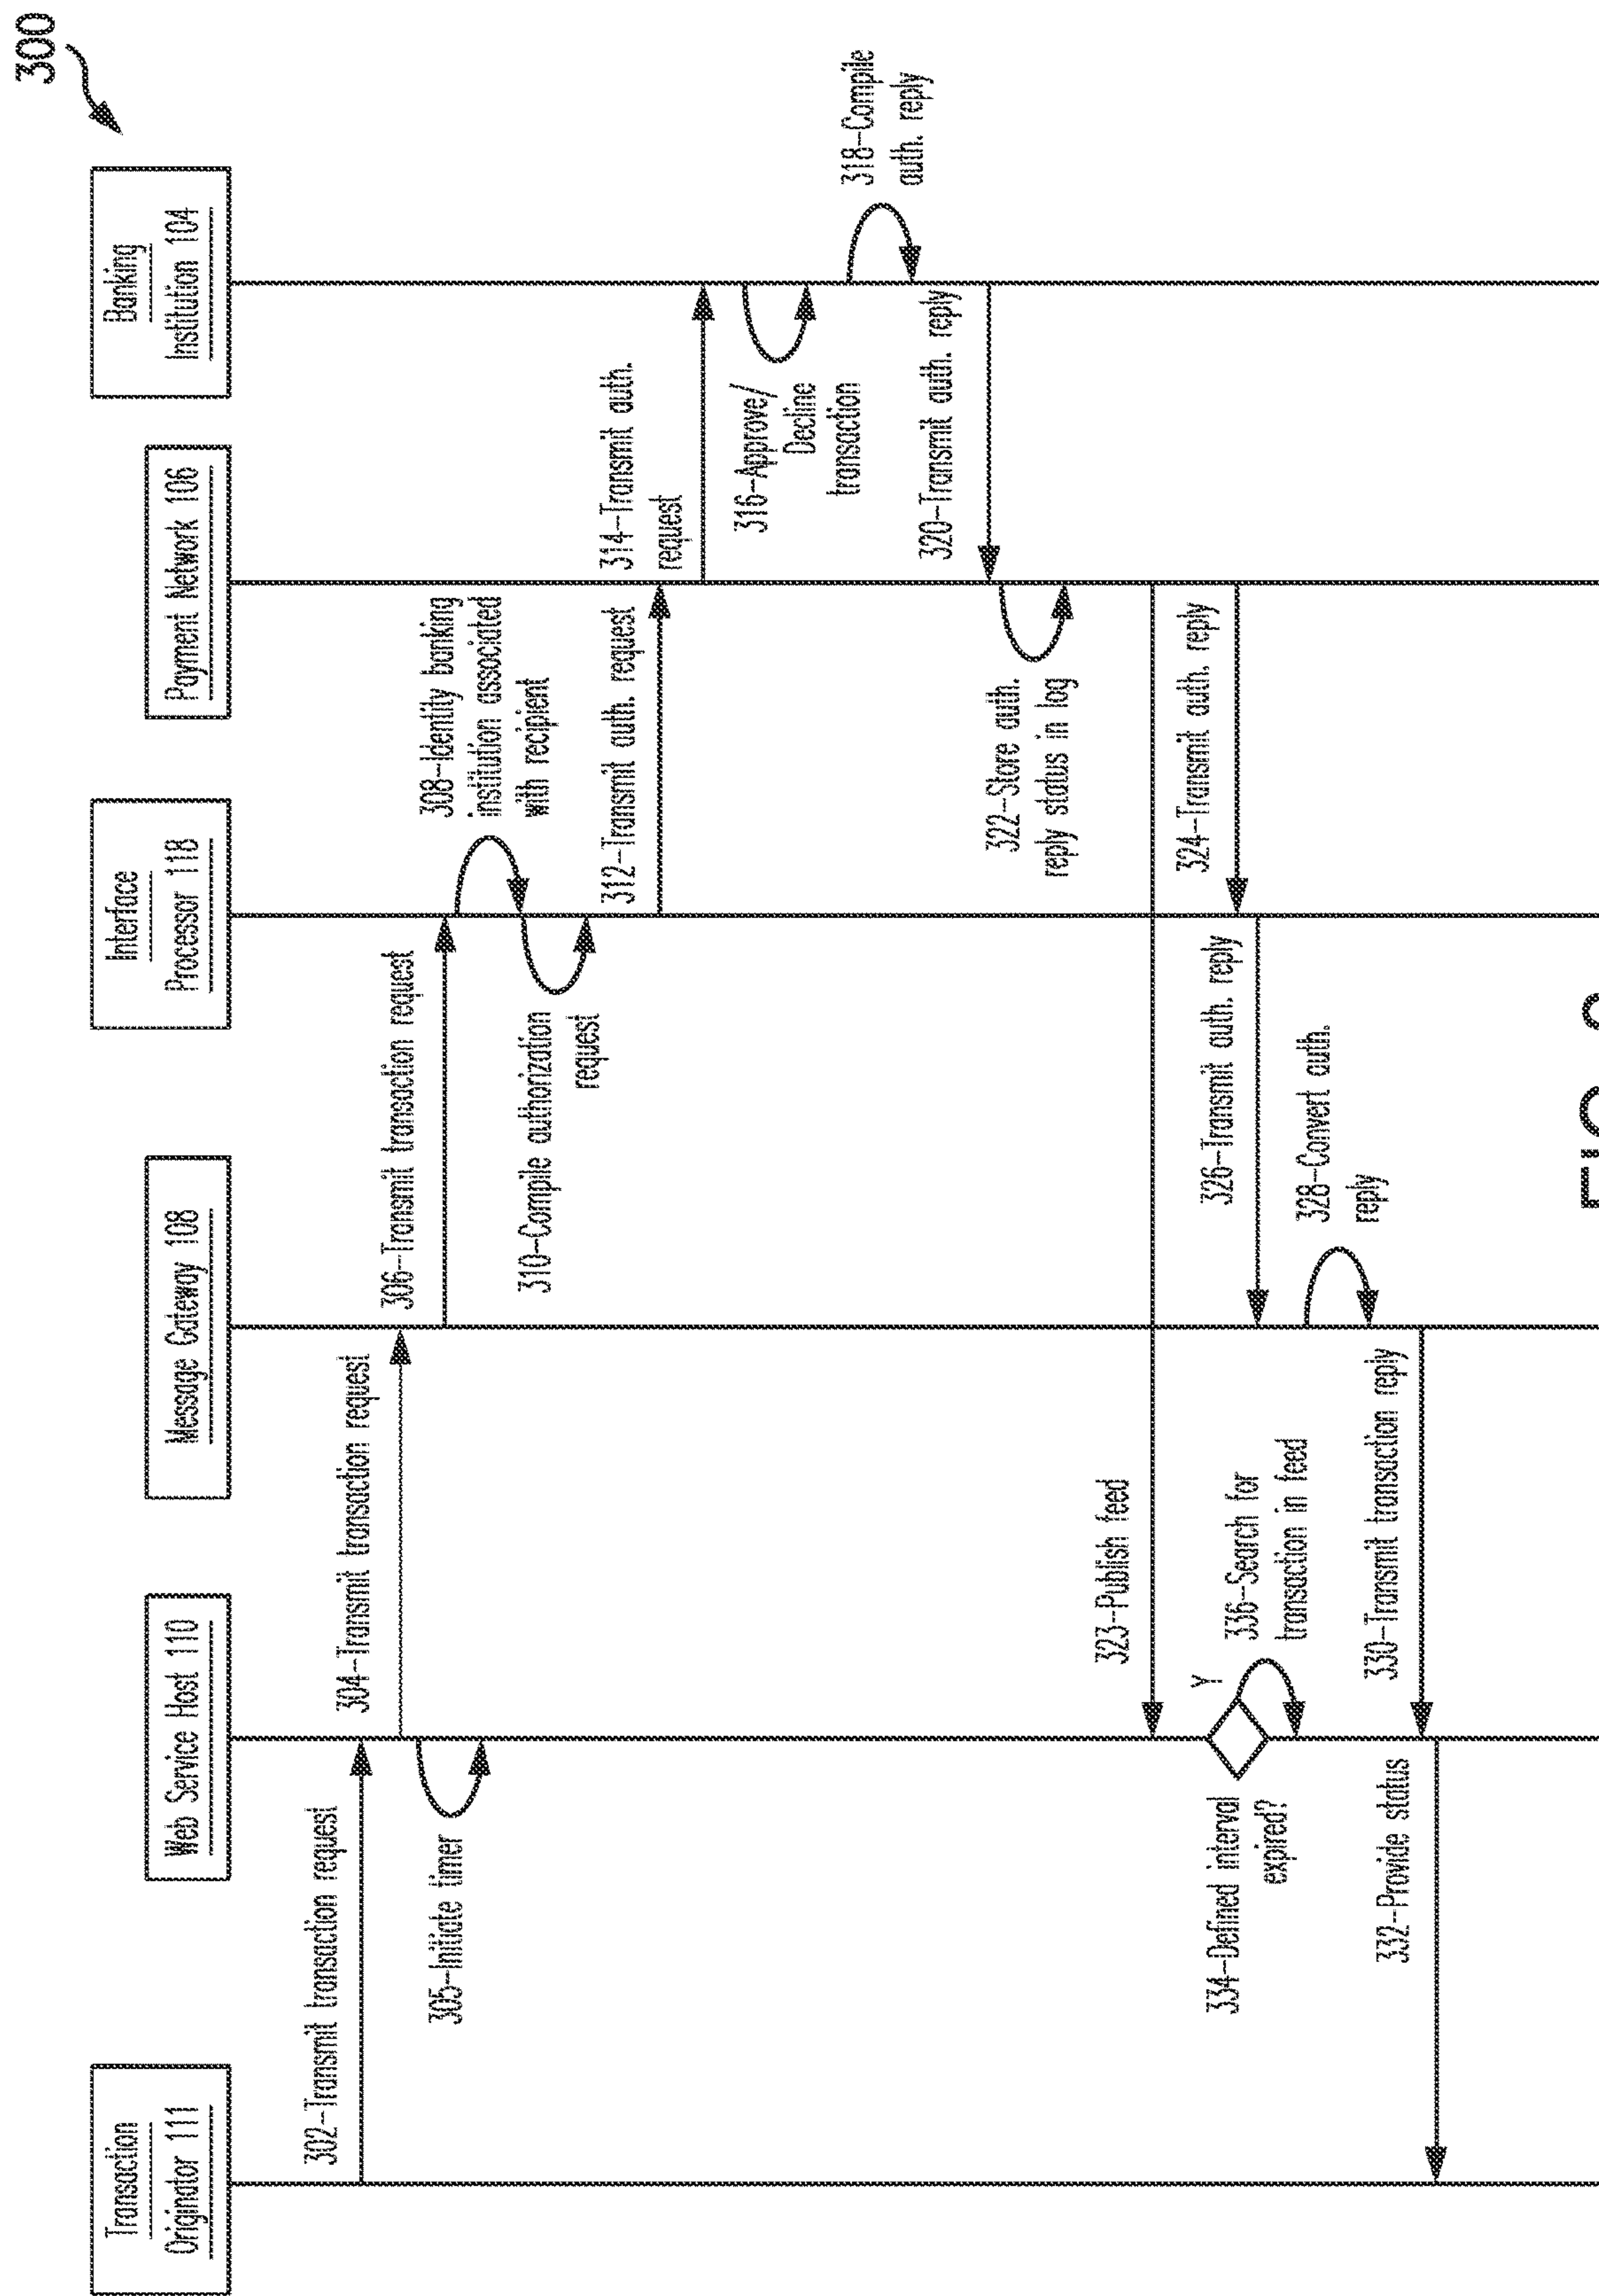 300
Transaction
Originator 111
Web Service Host 110
Message Gateway 108
Interface
Processor 118
Payment Network 106
Banking
Institution 104
302-Transmit transaction request
304-Transmit transaction request
305-Initiate timer
306-Transmit transaction request
308-Identity banking
institution associated
with recipient
310-Compile authorization
request
312-Transmit auth. request
314-Transmit auth.
request
316-Approve/
Decline
transaction
318-Compile
auth. reply
320-Transmit auth. reply
322-Store auth.
reply status in log
323-Publish feed
324-Transmit auth. reply
326-Transmit auth. reply
328-Convert auth.
reply
334-Defined interval
expired?
Y
336-Search for
transaction in feed
330-Transmit transaction reply
332-Provide status